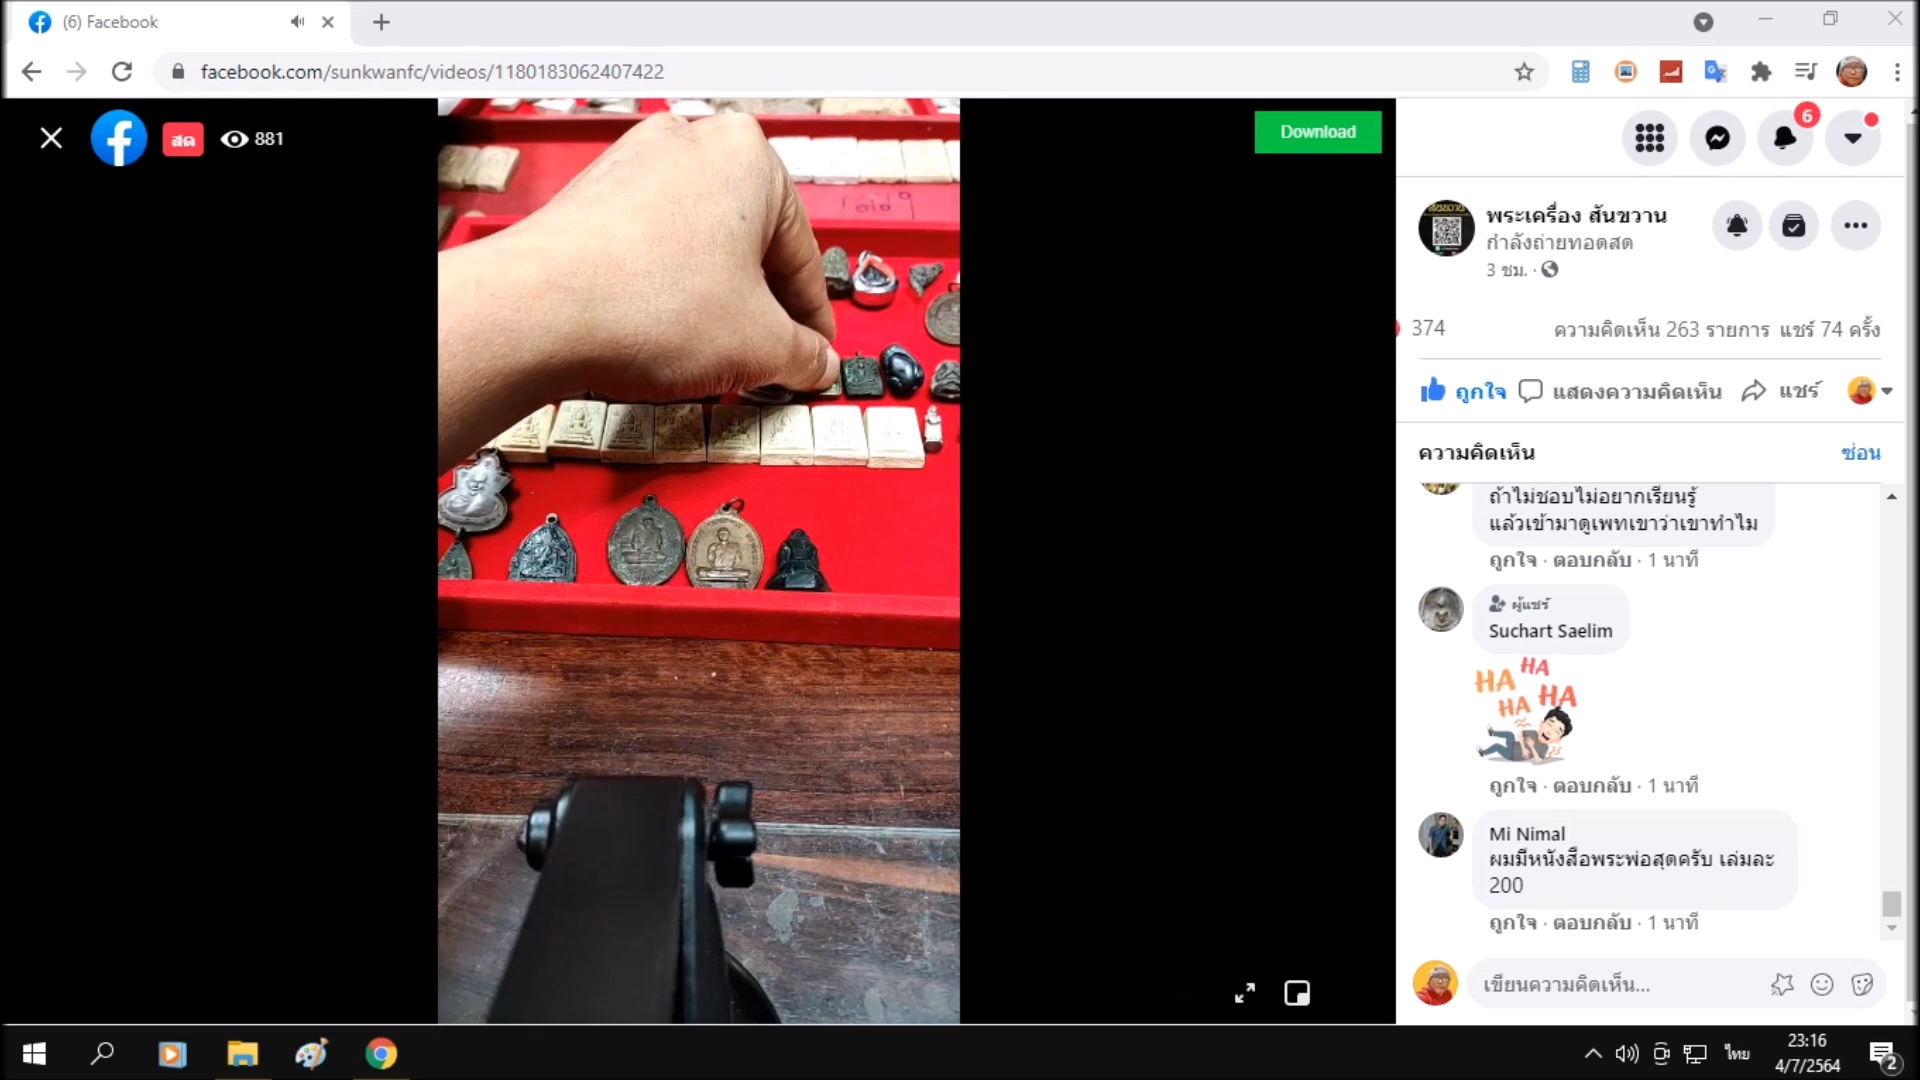 (6) Facebook
facebook.com/sunkwanfc/videos/1180183062407422
สด
881
Download
6
พระเครื่อง สันขวาน
กำลังถ่ายทอดสด
3 ชม.
374
ความคิดเห็น 263 รายการ แชร์ 74 ครั้ง
ถูกใจ
แสดงความคิดเห็น
แชร์
ความคิดเห็น
ซ่อน
ถ้าไม่ชอบไม่อยากเรียนรู้
แล้วเข้ามาดูเพทเขาว่าเขาทำไม
ถูกใจ · ตอบกลับ · 1 นาที
ผู้แชร์
Suchart Saelim
HA HA
HA HA
ถูกใจ · ตอบกลับ · 1 นาที
Mi Nimal
ผมมีหนังสือพระพ่อสุดครับ เล่มละ
200
ถูกใจ · ตอบกลับ · 1 นาที
เขียนความคิดเห็น...
ไทย
23:16
4/7/2564
2